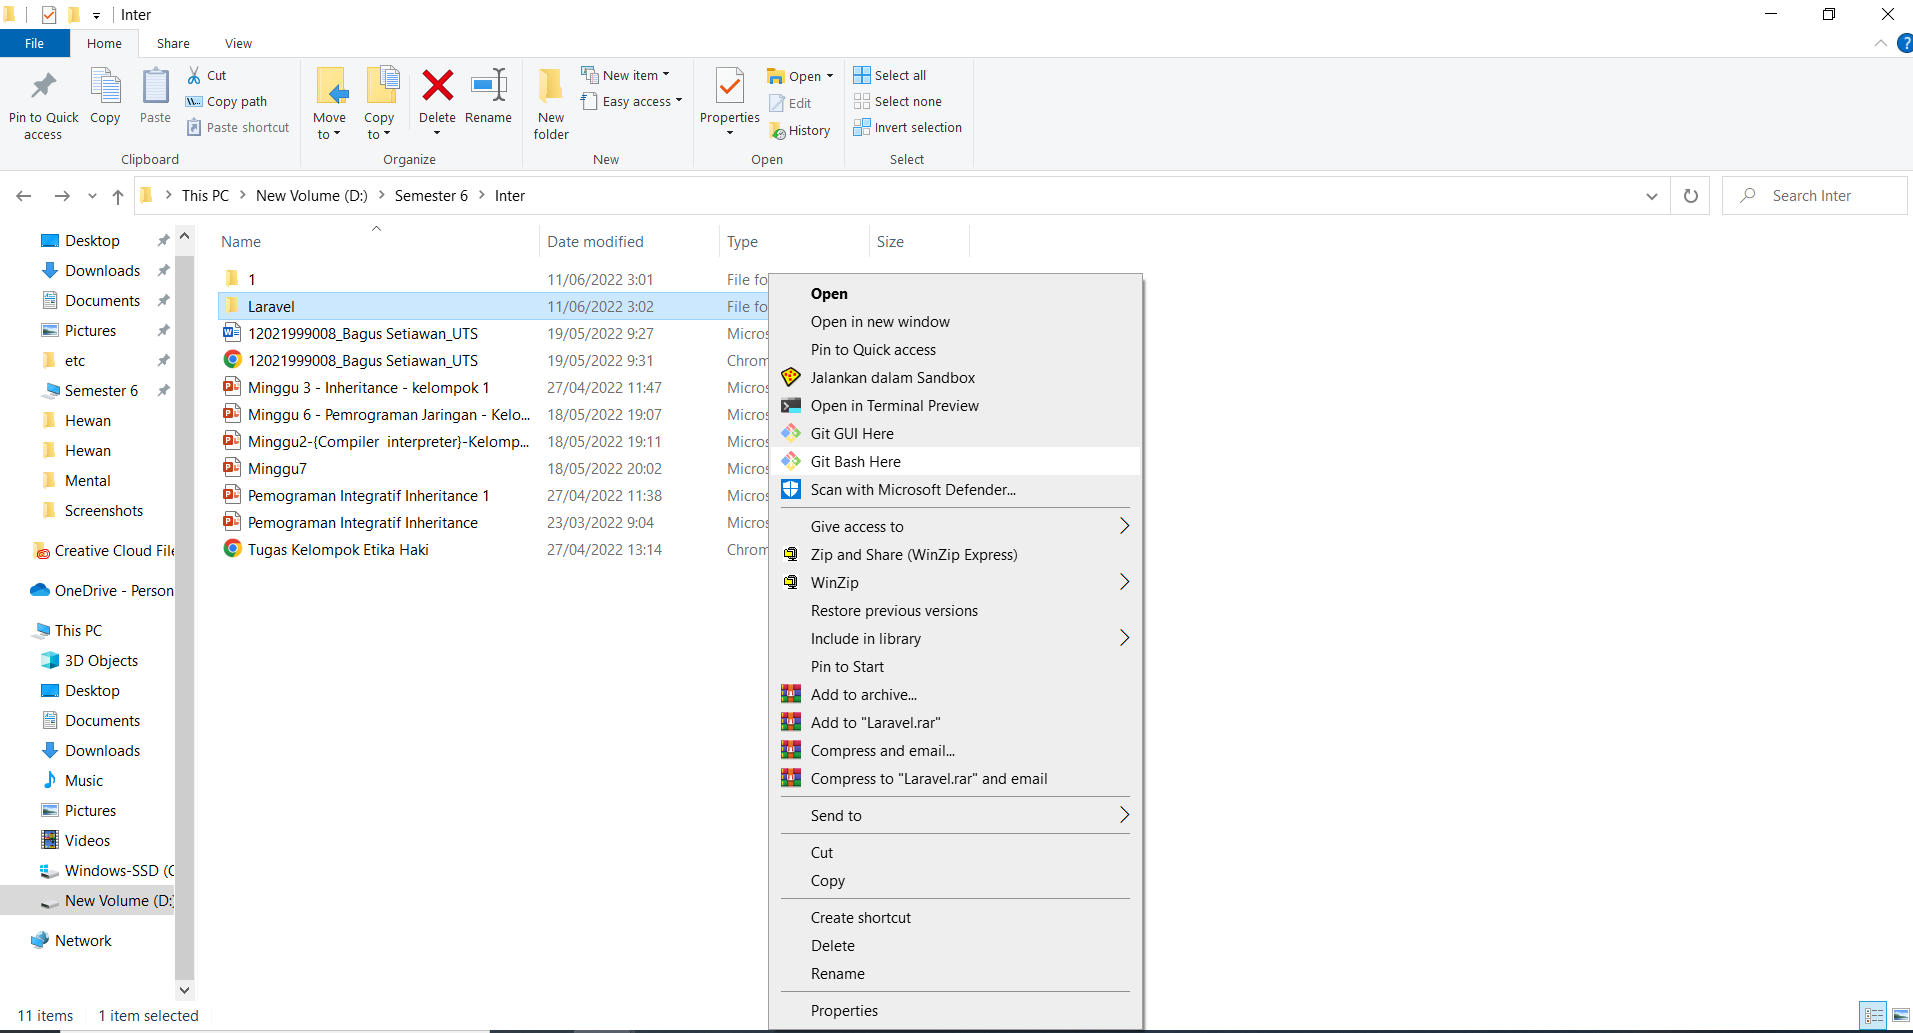 Inter
File Home Share View
Pin to Quick access
Copy
Paste
Cut
Copy path
Paste shortcut
Clipboard
Move to
Copy to
Delete
Rename
Organize
New folder
New item
Easy access
New
Properties
Open
Edit
History
Open
Select all
Select none
Invert selection
Select
This PC > New Volume (D:) > Semester 6 > Inter
Search Inter
Desktop
Downloads
Documents
Pictures
etc
Semester 6
Hewan
Hewan
Mental
Screenshots
Creative Cloud File
OneDrive - Person
This PC
3D Objects
Desktop
Documents
Downloads
Music
Pictures
Videos
Windows-SSD (C
New Volume (D:)
Network
Name Date modified Type Size
1 11/06/2022 3:01 File fo
Laravel 11/06/2022 3:02 File fo
12021999008_Bagus Setiawan_UTS 19/05/2022 9:27 Micros
12021999008_Bagus Setiawan_UTS 19/05/2022 9:31 Chrom
Minggu 3 - Inheritance - kelompok 1 27/04/2022 11:47 Micros
Minggu 6 - Pemrograman Jaringan - Kelo... 18/05/2022 19:07 Micros
Minggu2-{Compiler interpreter}-Kelomp... 18/05/2022 19:11 Micros
Minggu7 18/05/2022 20:02 Micros
Pemograman Integratif Inheritance 1 27/04/2022 11:38 Micros
Pemograman Integratif Inheritance 23/03/2022 9:04 Micros
Tugas Kelompok Etika Haki 27/04/2022 13:14 Chrom
Open
Open in new window
Pin to Quick access
Jalankan dalam Sandbox
Open in Terminal Preview
Git GUI Here
Git Bash Here
Scan with Microsoft Defender...
Give access to
Zip and Share (WinZip Express)
WinZip
Restore previous versions
Include in library
Pin to Start
Add to archive...
Add to "Laravel.rar"
Compress and email...
Compress to "Laravel.rar" and email
Send to
Cut
Copy
Create shortcut
Delete
Rename
Properties
11 items 1 item selected